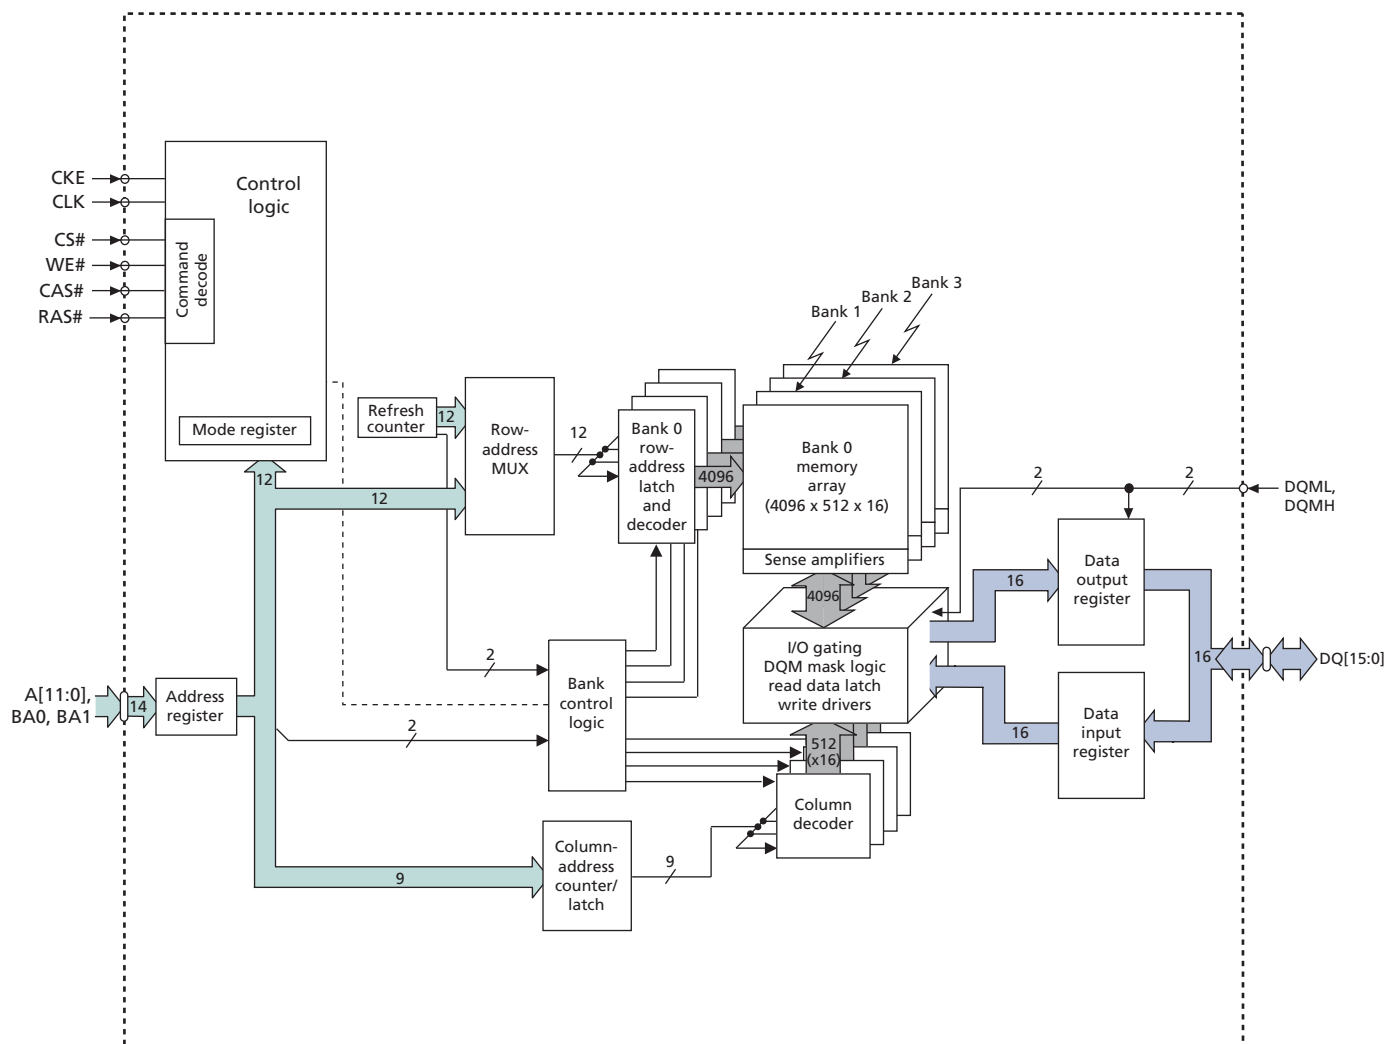 CKE
CLK
CS#
WE#
CAS#
RAS#
Control
logic
Command
decode
Mode register
12
12
Refresh
counter
12
Row-
address
MUX
12
Bank 0
row-
address
latch
and
decoder
4096
Bank 1
Bank 2
Bank 3
Bank 0
memory
array
(4096 x 512 x 16)
Sense amplifiers
4096
I/O gating
DQM mask logic
read data latch
write drivers
2
2
DQML,
DQMH
16
Data
output
register
16
DQ[15:0]
16
Data
input
register
A[11:0],
BA0, BA1
14
Address
register
2
2
Bank
control
logic
512
(x16)
Column
decoder
9
Column-
address
counter/
latch
9